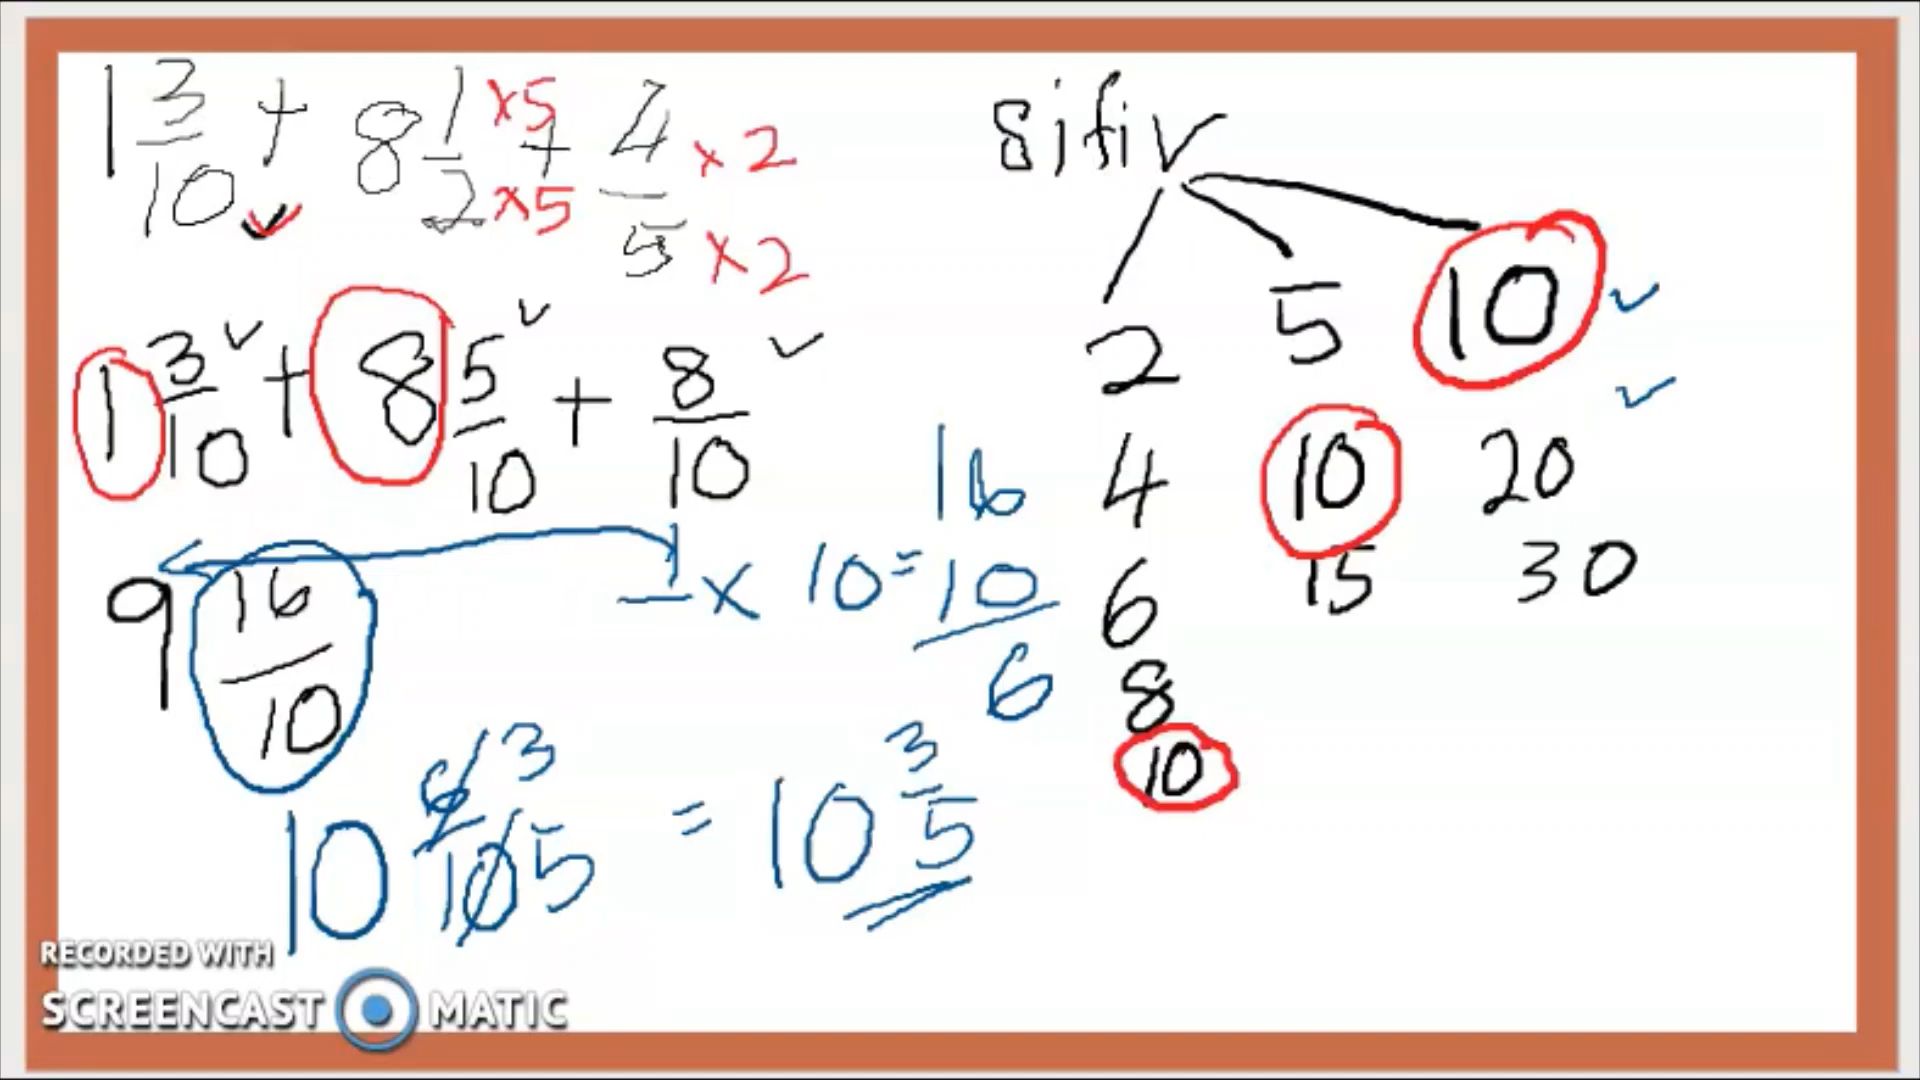 1 3/10 + 8 1/2 + 4/5
×5 ×5 ×2 ×2
1 3/10 + 8 5/10 + 8/10
9 16/10
1 × 10 = 10
16
10
6
10 6/10 3 5 = 10 3/5
sifiv
2 5 10
4 10 20
6 15 30
8
10
RECORDED WITH
SCREENCAST MATIC